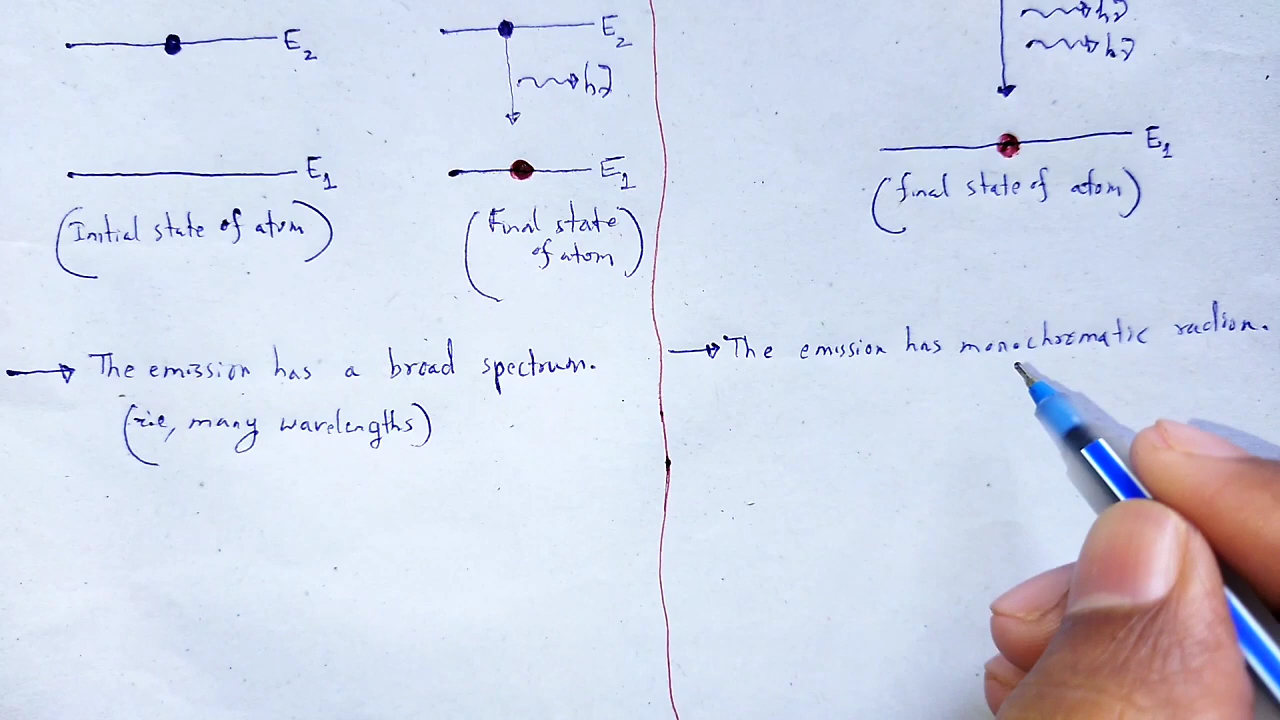 E2
E2
hν
E1
E1
(Initial state of atom)
(Final state
of atom)
→ The emission has a broad spectrum.
(i.e, many wavelengths)
hν
hν
E1
(final state of atom)
→ The emission has monochromatic radion.